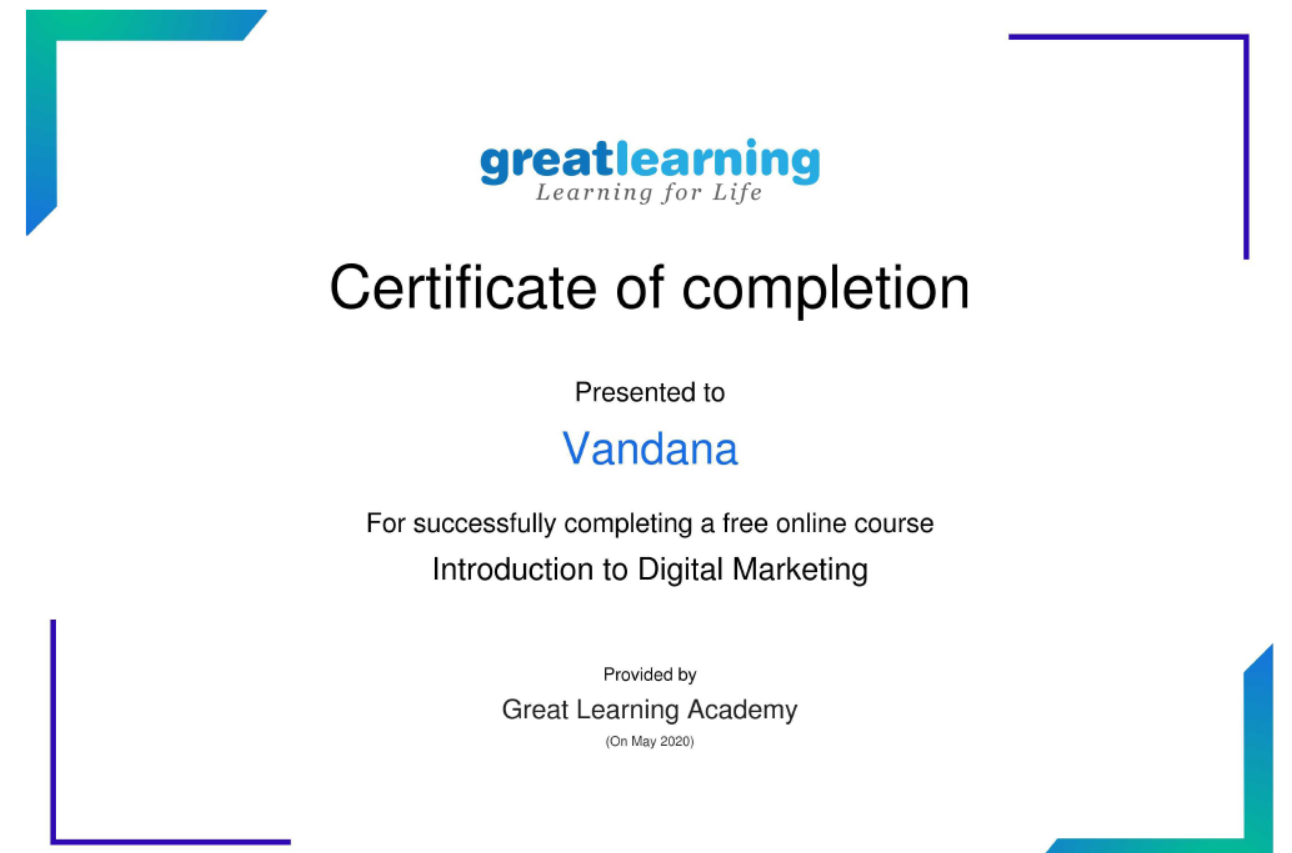 greatlearning
Learning for Life
Certificate of completion
Presented to
Vandana
For successfully completing a free online course
Introduction to Digital Marketing
Provided by
Great Learning Academy
(On May 2020)